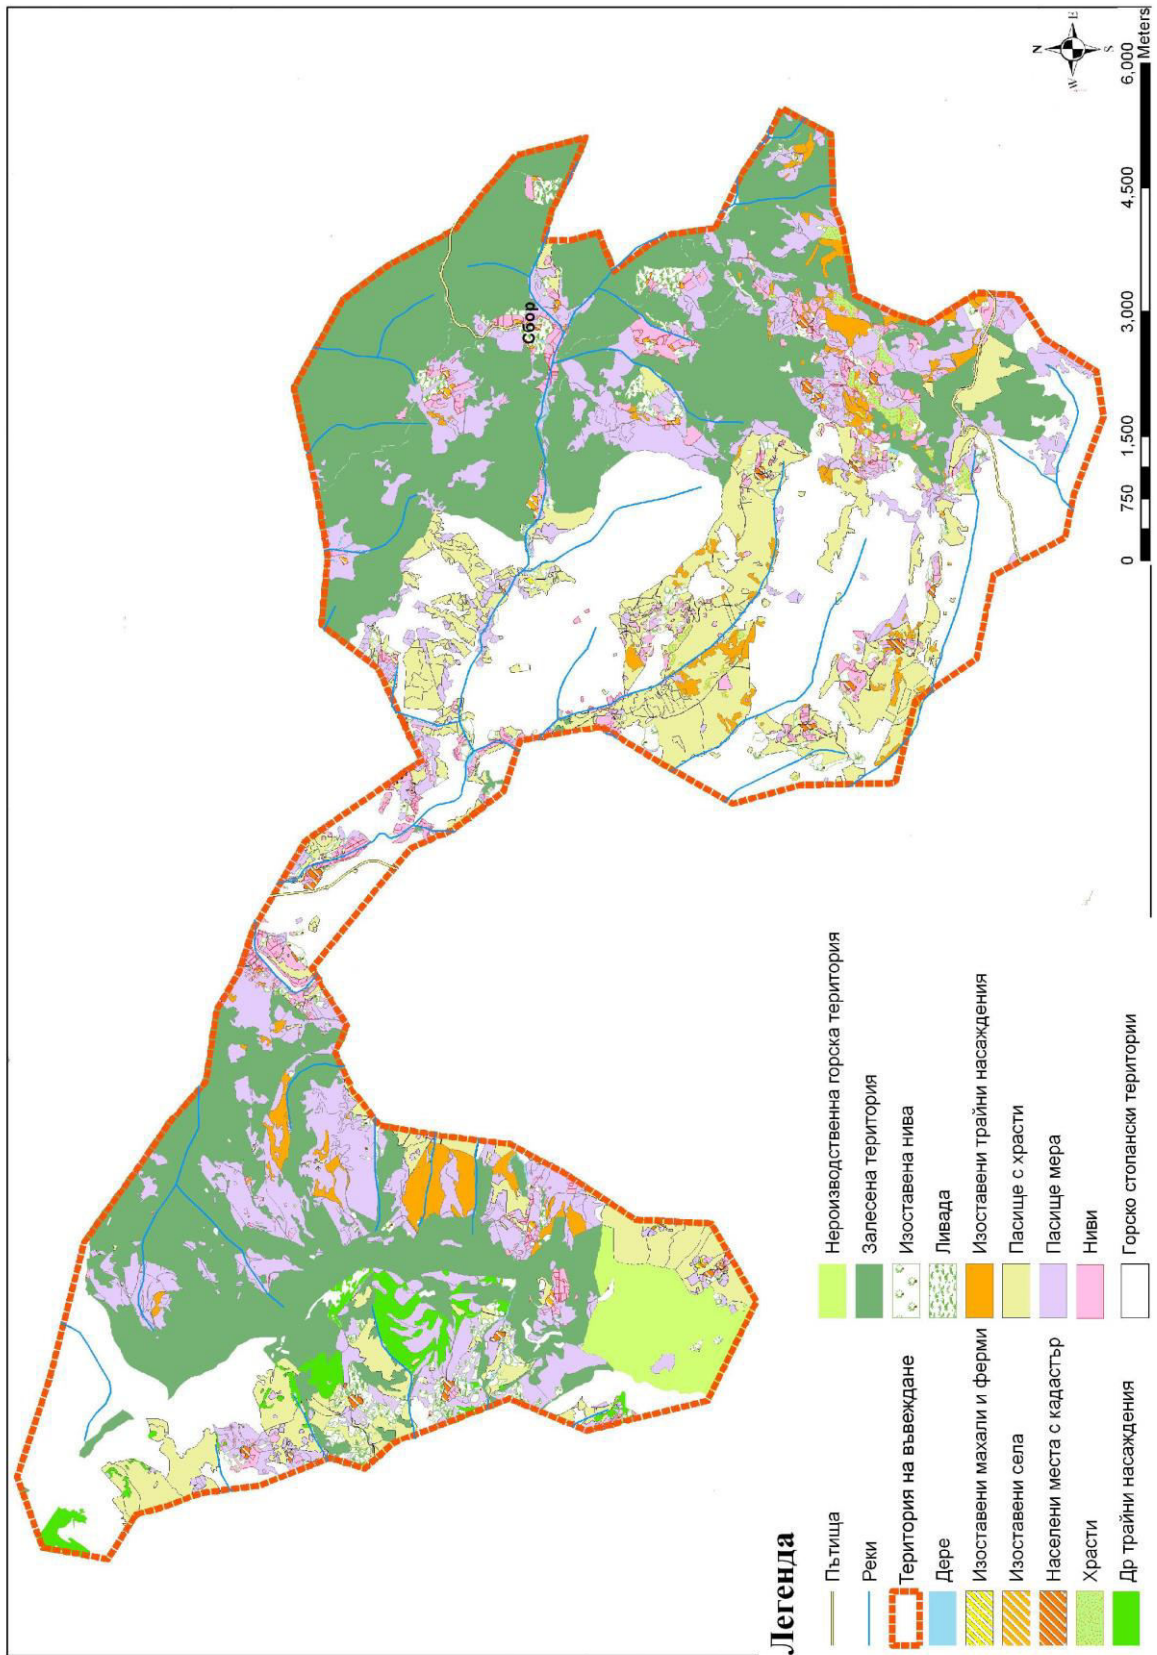 N
E
W
S
Сбор
0
750
1,500
3,000
4,500
6,000
Meters
Легенда
Пътища
Реки
Територия на въвеждане
Дере
Изоставени махали и ферми
Изоставени села
Населени места с кадастър
Храсти
Др трайни насаждения
Нероизводственна горска територия
Залесена територия
Изоставена нива
Ливада
Изоставени трайни насаждения
Пасище с храсти
Пасище мера
Ниви
Горско стопански територии